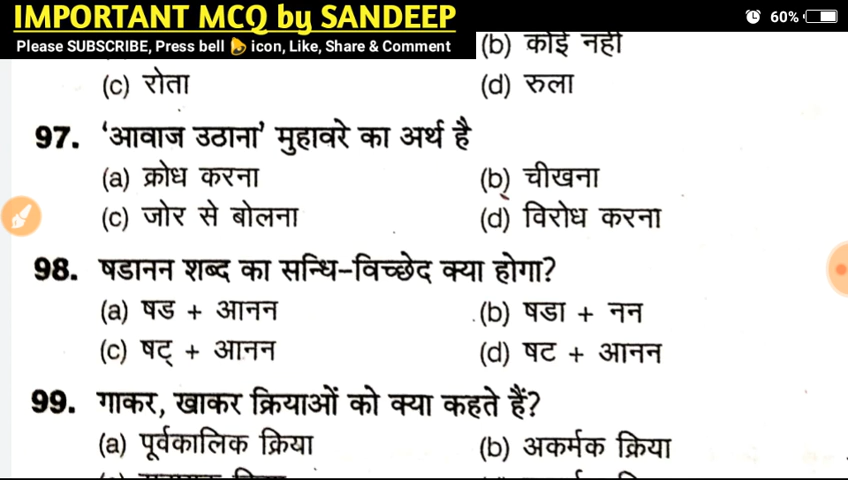 IMPORTANT MCQ by SANDEEP
60%
Please SUBSCRIBE, Press bell icon, Like, Share & Comment
(b) कोई नहीं
(c) रोता (d) रुला
97. 'आवाज उठाना' मुहावरे का अर्थ है
(a) क्रोध करना (b) चीखना
(c) जोर से बोलना (d) विरोध करना
98. षडानन शब्द का सन्धि-विच्छेद क्या होगा?
(a) षड + आनन (b) षडा + नन
(c) षट् + आनन (d) षट + आनन
99. गाकर, खाकर क्रियाओं को क्या कहते हैं?
(a) पूर्वकालिक क्रिया (b) अकर्मक क्रिया